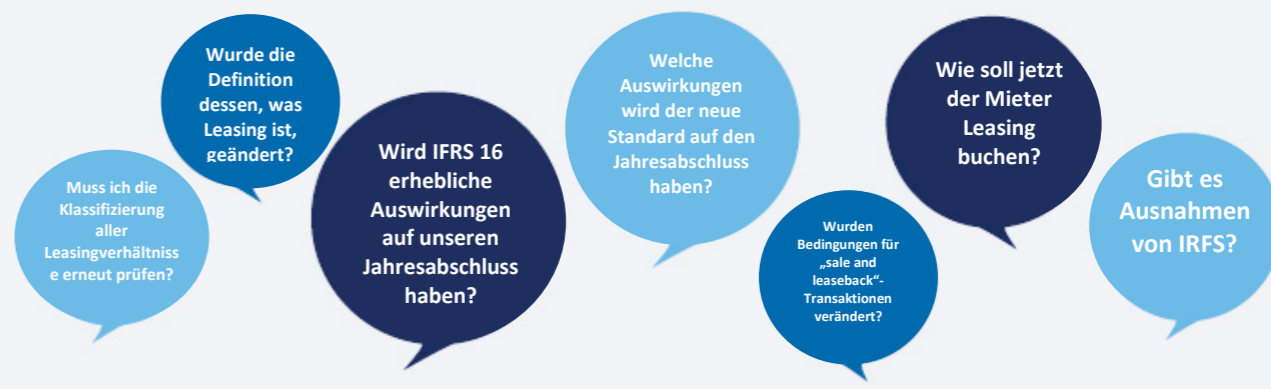 Muss ich die
Klassifizierung
aller
Leasingverhältniss
e erneut prüfen?
Wurde die
Definition
dessen, was
Leasing ist,
geändert?
Wird IFRS 16
erhebliche
Auswirkungen
auf unseren
Jahresabschluss
haben?
Welche
Auswirkungen
wird der neue
Standard auf den
Jahresabschluss
haben?
Wurden
Bedingungen für
„sale and
leaseback“-
Transaktionen
verändert?
Wie soll jetzt
der Mieter
Leasing
buchen?
Gibt es
Ausnahmen
von IRFS?